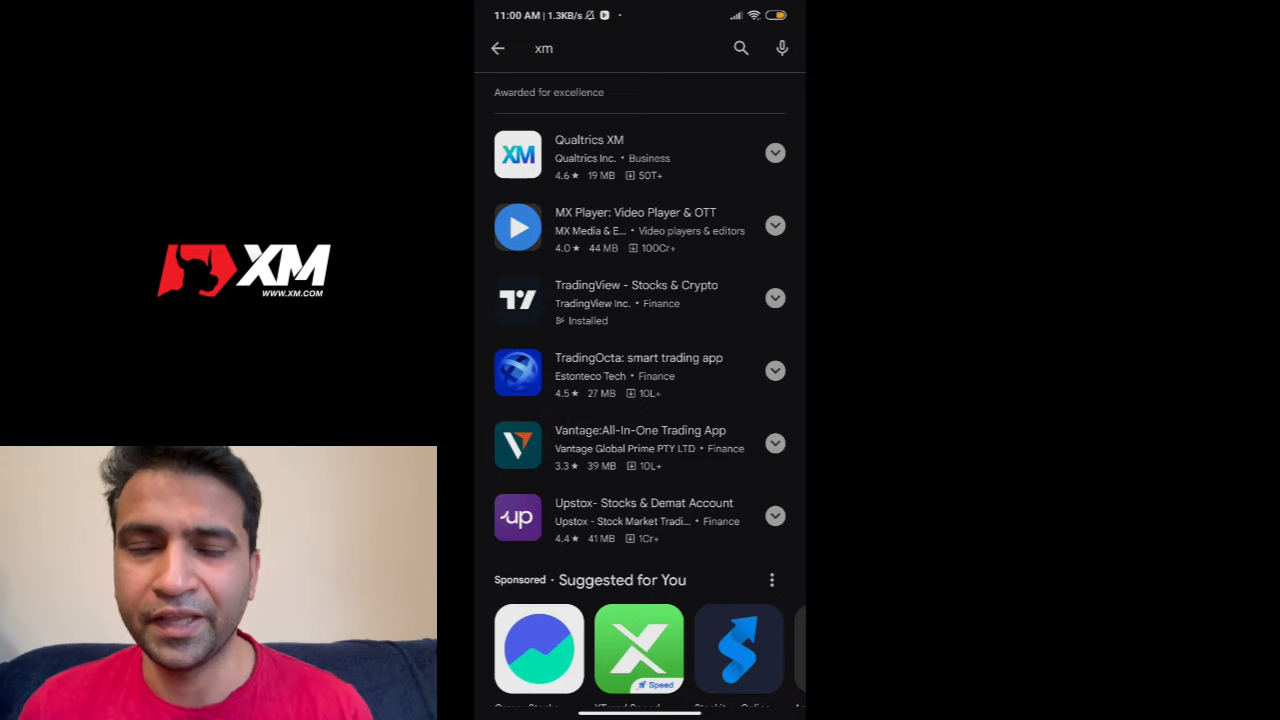 11:00 AM | 1.3KB/s
xm
Awarded for excellence
XM
Qualtrics XM
Qualtrics Inc. • Business
4.6★ 19 MB 50T+
MX Player: Video Player & OTT
MX Media & E... • Video players & editors
4.0★ 44 MB 100Cr+
TradingView - Stocks & Crypto
TradingView Inc. • Finance
Installed
XM
WWW.XM.COM
TradingOcta: smart trading app
Estonteco Tech • Finance
4.5★ 27 MB 10L+
Vantage:All-In-One Trading App
Vantage Global Prime PTY LTD • Finance
3.3★ 39 MB 10L+
up
Upstox- Stocks & Demat Account
Upstox - Stock Market Tradi... • Finance
4.4★ 41 MB 1Cr+
Sponsored · Suggested for You
Speed